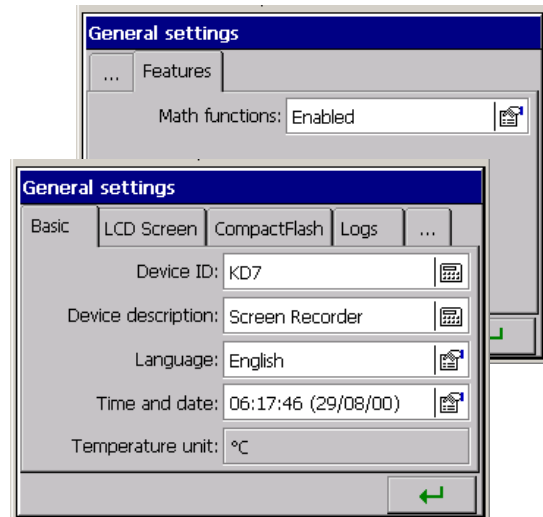 General settings
... Features
Math functions: Enabled
General settings
Basic LCD Screen CompactFlash Logs ...
Device ID: KD7
Device description: Screen Recorder
Language: English
Time and date: 06:17:46 (29/08/00)
Temperature unit: °C